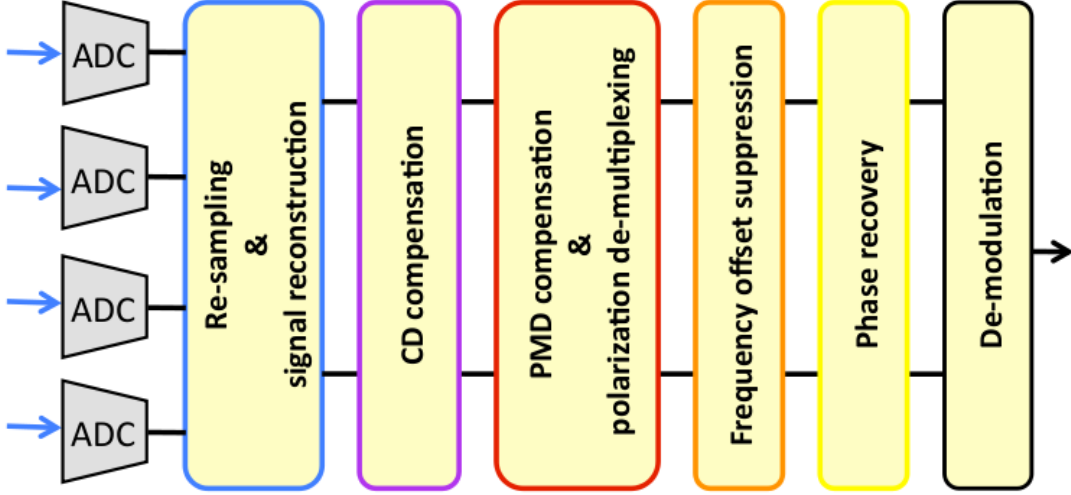 ADC
ADC
ADC
ADC
Re-sampling
&
signal reconstruction
CD compensation
PMD compensation
&
polarization de-multiplexing
Frequency offset suppression
Phase recovery
De-modulation